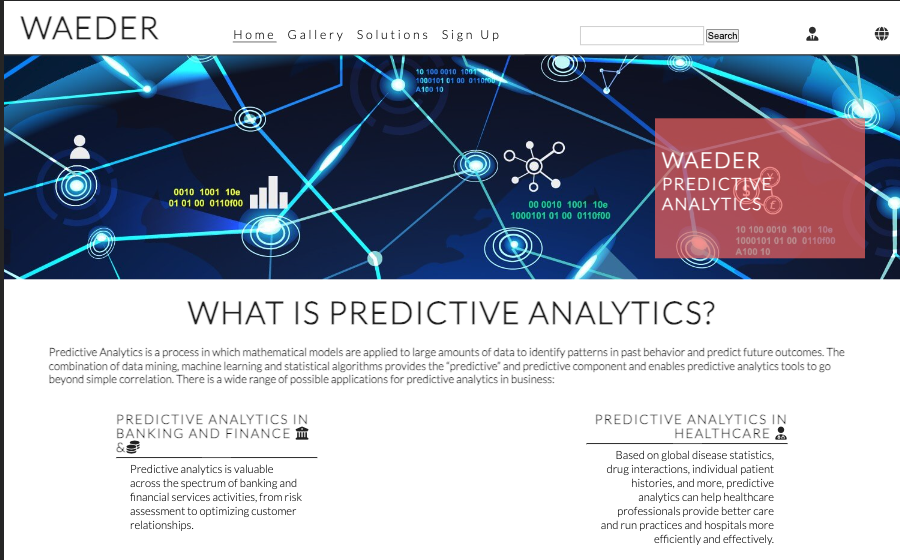 WAEDER
Home Gallery Solutions Sign Up
Search
10 100 0010 1001 10e
1000101 01 00 0110f00
A100 10
0010 1001 10e
01 01 00 0110f00
00 0010 1001 10e
1000101 01 00 0110f00
WAEDER
PREDICTIVE
ANALYTICS
10 100 0010 1001 10e
1000101 01 00 0110f00
A100 10
WHAT IS PREDICTIVE ANALYTICS?
Predictive Analytics is a process in which mathematical models are applied to large amounts of data to identify patterns in past behavior and predict future outcomes. The
combination of data mining, machine learning and statistical algorithms provides the “predictive” and predictive component and enables predictive analytics tools to go
beyond simple correlation. There is a wide range of possible applications for predictive analytics in business:
PREDICTIVE ANALYTICS IN
BANKING AND FINANCE
&
Predictive analytics is valuable
across the spectrum of banking and
financial services activities, from risk
assessment to optimizing customer
relationships.
PREDICTIVE ANALYTICS IN
HEALTHCARE
Based on global disease statistics,
drug interactions, individual patient
histories, and more, predictive
analytics can help healthcare
professionals provide better care
and run practices and hospitals more
efficiently and effectively.